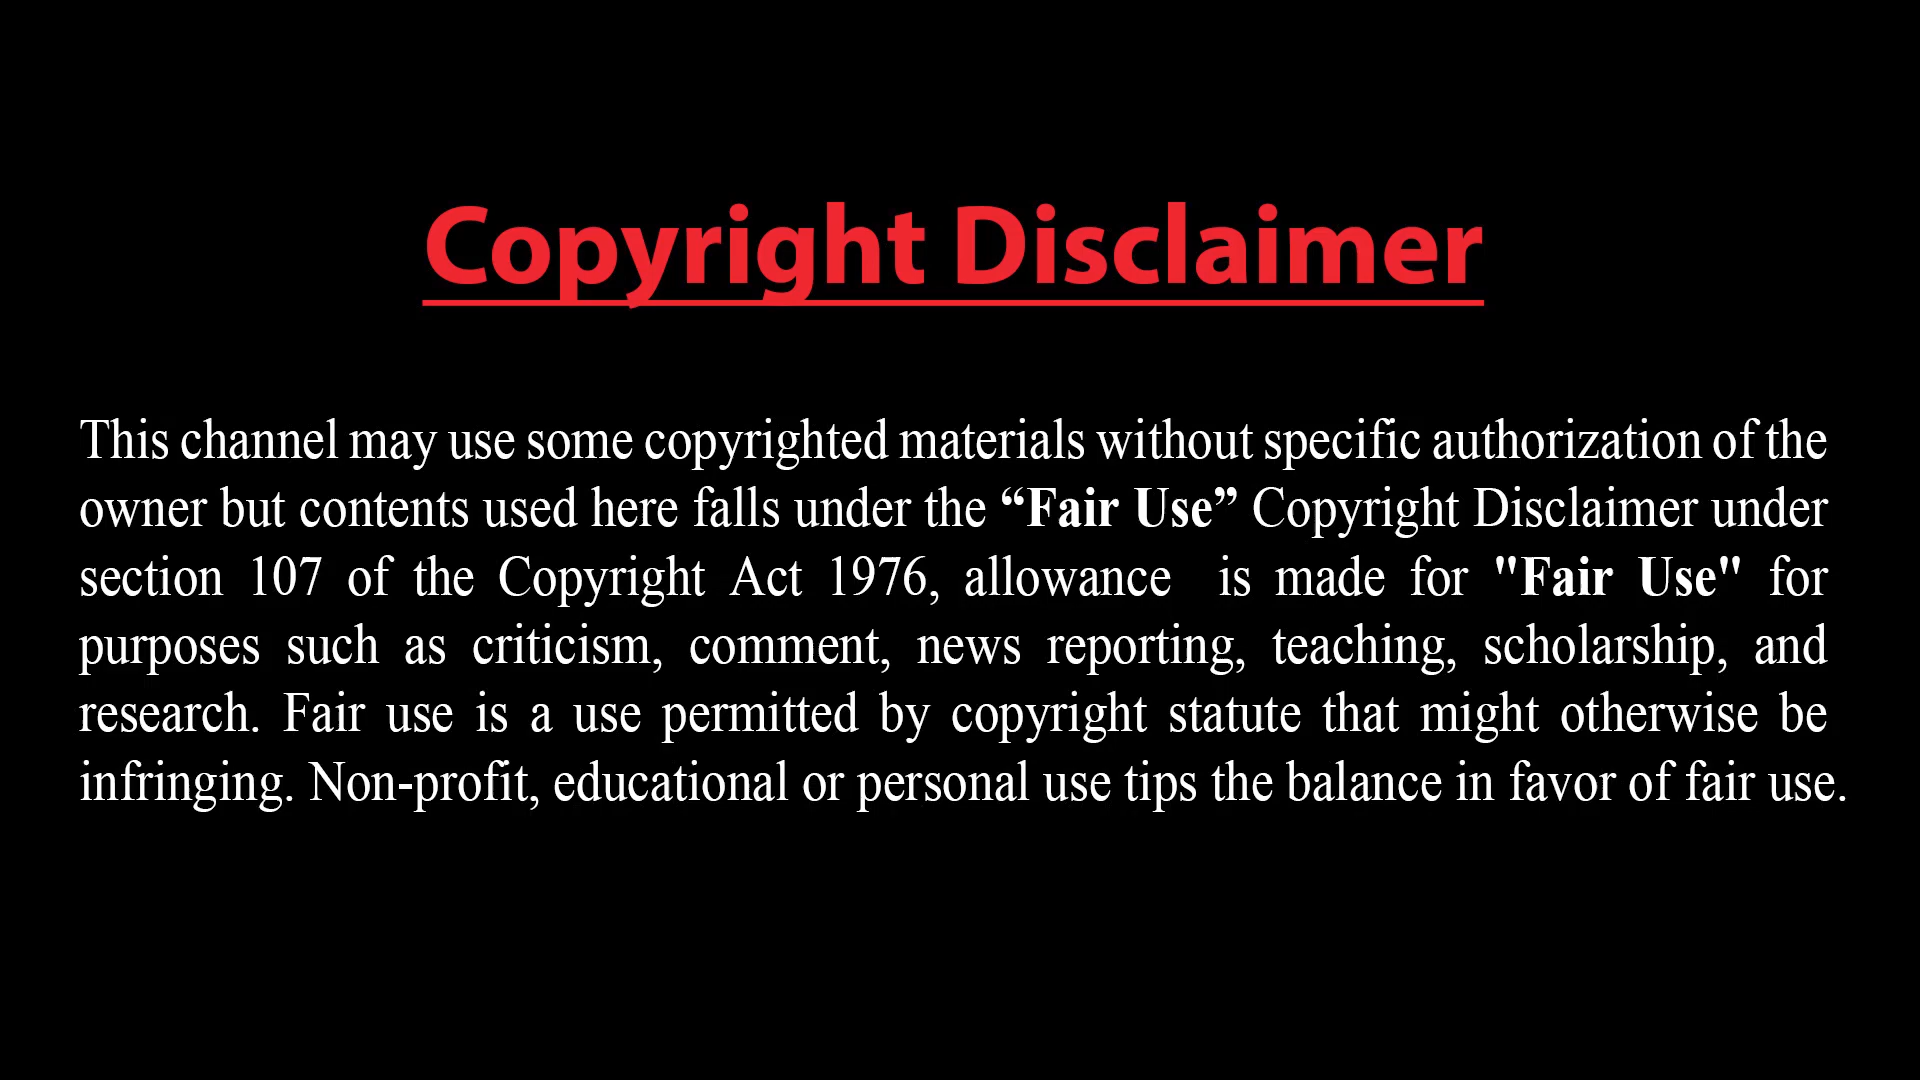 Copyright Disclaimer
This channel may use some copyrighted materials without specific authorization of the
owner but contents used here falls under the “Fair Use” Copyright Disclaimer under
section 107 of the Copyright Act 1976, allowance  is made for "Fair Use" for
purposes such as criticism, comment, news reporting, teaching, scholarship, and
research. Fair use is a use permitted by copyright statute that might otherwise be
infringing. Non-profit, educational or personal use tips the balance in favor of fair use.